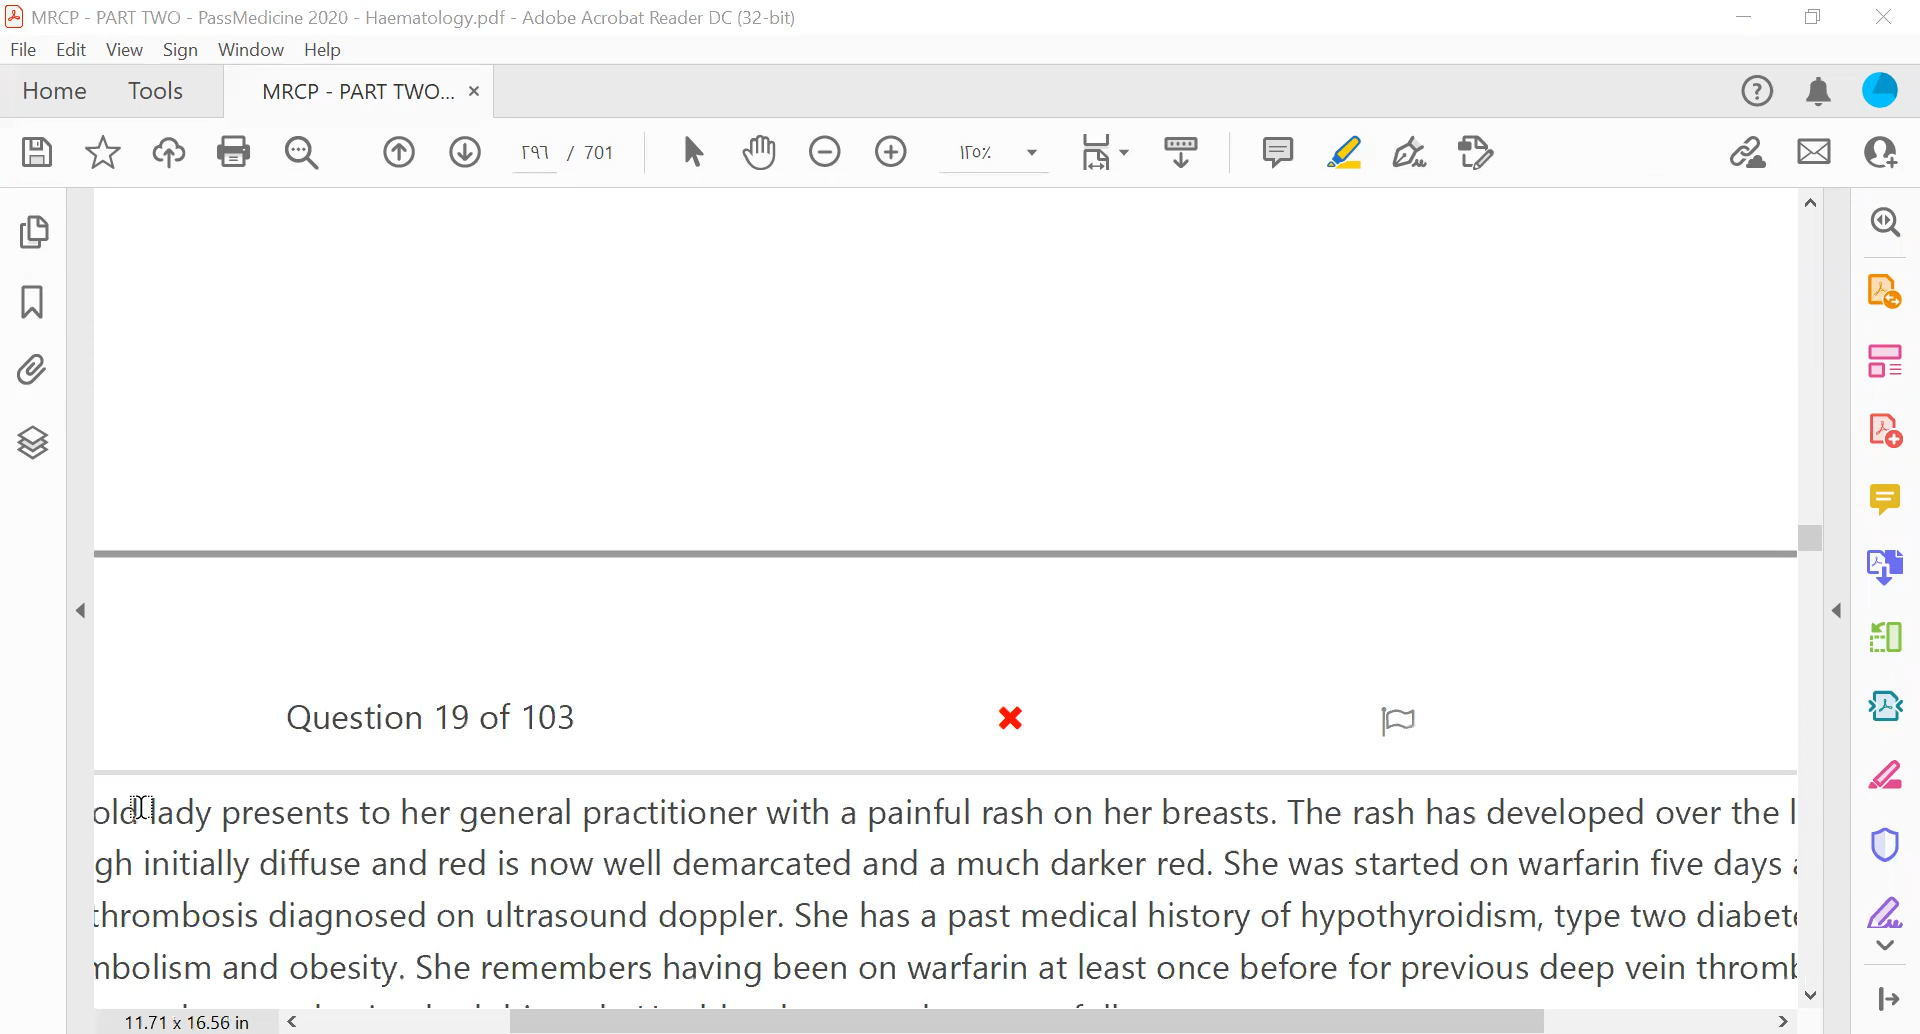 MRCP - PART TWO - PassMedicine 2020 - Haematology.pdf - Adobe Acrobat Reader DC (32-bit)
File Edit View Sign Window Help
Home Tools MRCP - PART TWO... ×
٢٩٦ / 701 ١٢٥٪
Question 19 of 103
old lady presents to her general practitioner with a painful rash on her breasts. The rash has developed over the
gh initially diffuse and red is now well demarcated and a much darker red. She was started on warfarin five days
thrombosis diagnosed on ultrasound doppler. She has a past medical history of hypothyroidism, type two diabete
mbolism and obesity. She remembers having been on warfarin at least once before for previous deep vein thromb
11.71 x 16.56 in